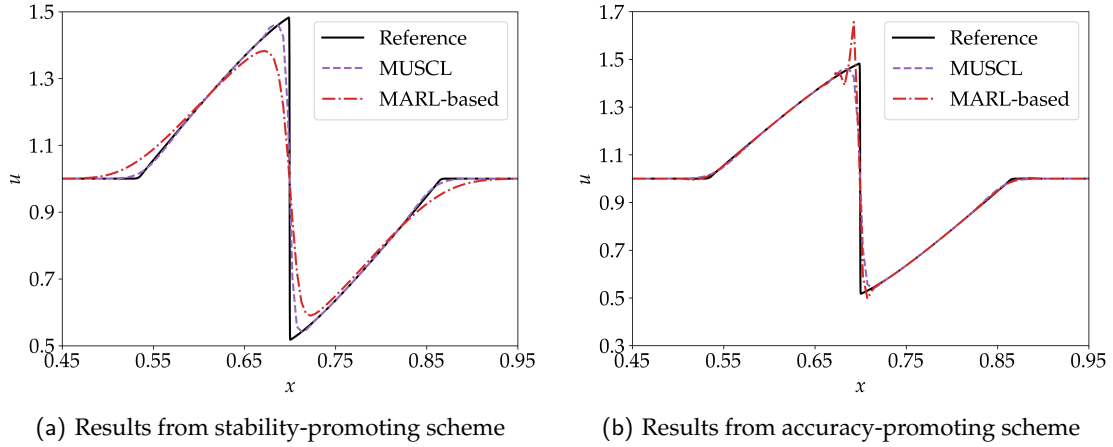 1.5
1.3
1.1
0.9
0.7
0.5
u
0.45
0.55
0.65
0.75
0.85
0.95
x
Reference
MUSCL
MARL-based
(a) Results from stability-promoting scheme
1.7
1.5
1.3
1.1
0.9
0.7
0.5
0.3
u
0.45
0.55
0.65
0.75
0.85
0.95
x
Reference
MUSCL
MARL-based
(b) Results from accuracy-promoting scheme